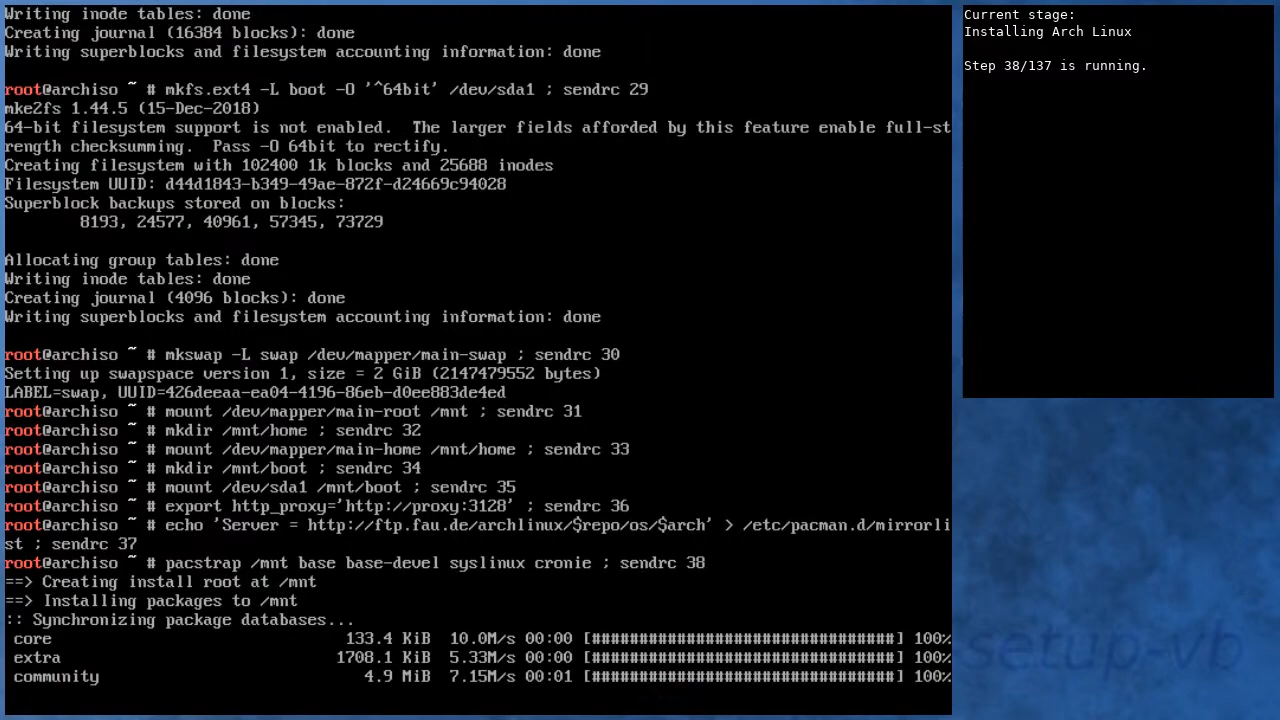 Writing inode tables: done
Creating journal (16384 blocks): done
Writing superblocks and filesystem accounting information: done
root@archiso ~ # mkfs.ext4 -L boot -O '^64bit' /dev/sda1 ; sendrc 29
mke2fs 1.44.5 (15-Dec-2018)
64-bit filesystem support is not enabled.  The larger fields afforded by this feature enable full-st
rength checksumming.  Pass -O 64bit to rectify.
Creating filesystem with 102400 1k blocks and 25688 inodes
Filesystem UUID: d44d1843-b349-49ae-872f-d24669c94028
Superblock backups stored on blocks:
        8193, 24577, 40961, 57345, 73729
Allocating group tables: done
Writing inode tables: done
Creating journal (4096 blocks): done
Writing superblocks and filesystem accounting information: done
root@archiso ~ # mkswap -L swap /dev/mapper/main-swap ; sendrc 30
Setting up swapspace version 1, size = 2 GiB (2147479552 bytes)
LABEL=swap, UUID=426deeaa-ea04-4196-86eb-d0ee883de4ed
root@archiso ~ # mount /dev/mapper/main-root /mnt ; sendrc 31
root@archiso ~ # mkdir /mnt/home ; sendrc 32
root@archiso ~ # mount /dev/mapper/main-home /mnt/home ; sendrc 33
root@archiso ~ # mkdir /mnt/boot ; sendrc 34
root@archiso ~ # mount /dev/sda1 /mnt/boot ; sendrc 35
root@archiso ~ # export http_proxy='http://proxy:3128' ; sendrc 36
root@archiso ~ # echo 'Server = http://ftp.fau.de/archlinux/$repo/os/$arch' > /etc/pacman.d/mirrorli
st ; sendrc 37
root@archiso ~ # pacstrap /mnt base base-devel syslinux cronie ; sendrc 38
==> Creating install root at /mnt
==> Installing packages to /mnt
:: Synchronizing package databases...
 core                               133.4 KiB  10.0M/s 00:00 [################################] 100%
 extra                             1708.1 KiB  5.33M/s 00:00 [################################] 100%
 community                            4.9 MiB  7.15M/s 00:01 [################################] 100%
Current stage:
Installing Arch Linux
Step 38/137 is running.
setup-vb